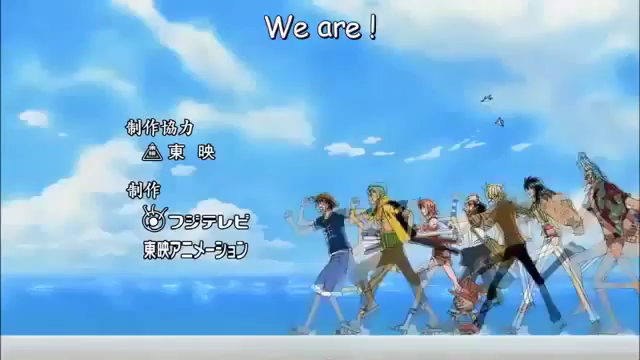 We are !
制作協力
東映
制作
フジテレビ
東映アニメーション